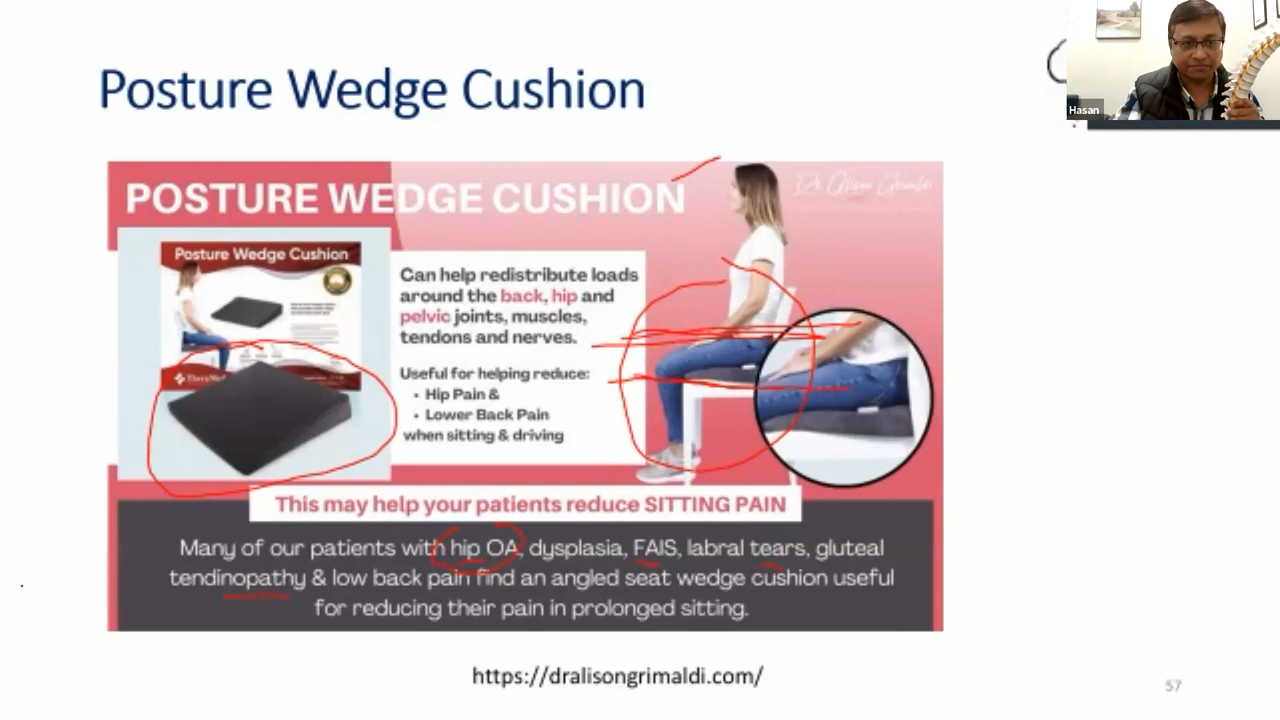 Posture Wedge Cushion
Hasan
POSTURE WEDGE CUSHION
Dr Alison Grimaldi
Posture Wedge Cushion
Can help redistribute loads
around the back, hip and
pelvic joints, muscles,
tendons and nerves.
Useful for helping reduce:
• Hip Pain &
• Lower Back Pain
when sitting & driving
This may help your patients reduce SITTING PAIN
Many of our patients with hip OA, dysplasia, FAIS, labral tears, gluteal
tendinopathy & low back pain find an angled seat wedge cushion useful
for reducing their pain in prolonged sitting.
https://dralisongrimaldi.com/
57